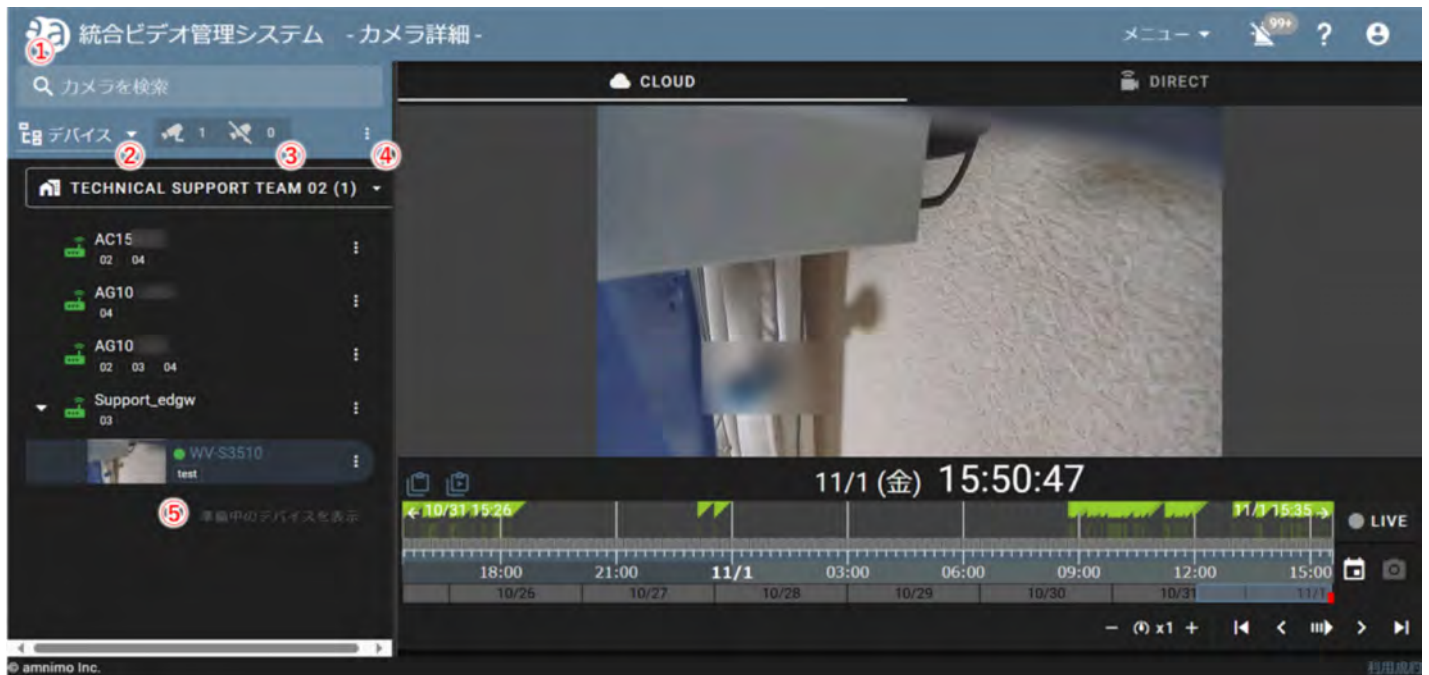 統合ビデオ管理システム - カメラ詳細 -
メニュー
99+
?
①
カメラを検索
CLOUD
DIRECT
デバイス
1
0
②
③
④
TECHNICAL SUPPORT TEAM 02 (1)
AC15
02 04
AG10
04
AG10
02 03 04
Support_edgw
03
WV-S3510
test
⑤
準備中のデバイスを表示
11/1 (金) 15:50:47
10/31 15:26
11/1 15:35
LIVE
18:00 21:00 11/1 03:00 06:00 09:00 12:00 15:00
10/26 10/27 10/28 10/29 10/30 10/31 11/1
x1
© amnimo Inc.
利用規約